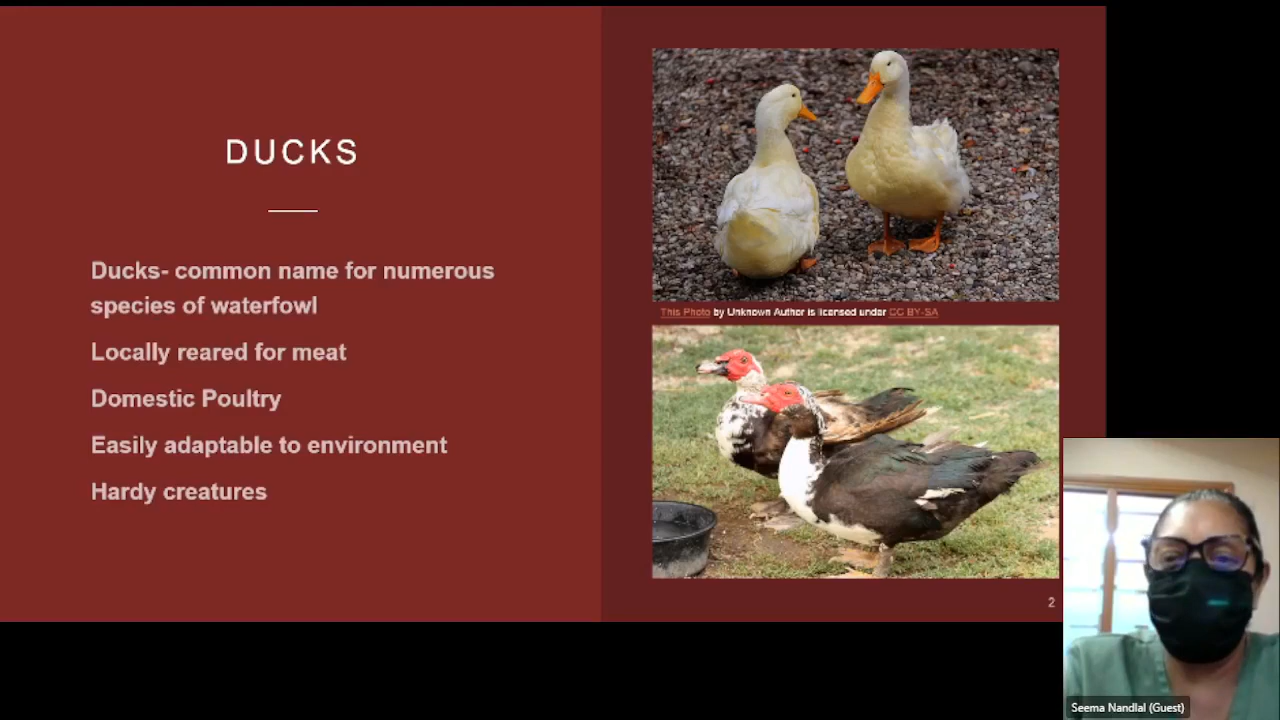 DUCKS
Ducks- common name for numerous
species of waterfowl
Locally reared for meat
Domestic Poultry
Easily adaptable to environment
Hardy creatures
This Photo by Unknown Author is licensed under CC BY-SA
2
Seema Nandlal (Guest)